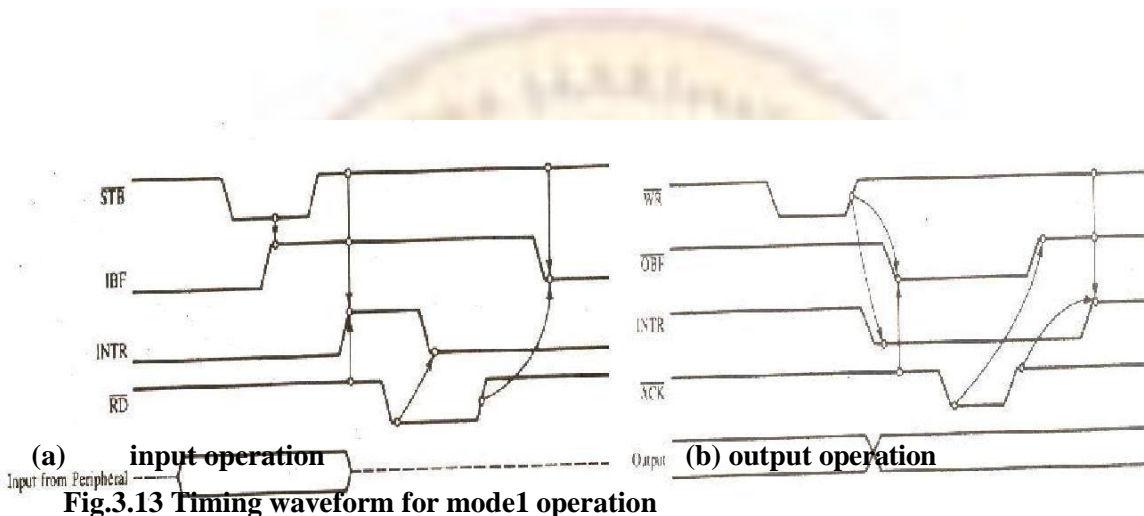 STB
IBF
INTR
RD
(a) input operation
Input from Peripheral
WR
OBF
INTR
ACK
(b) output operation
Output
Fig.3.13 Timing waveform for mode1 operation